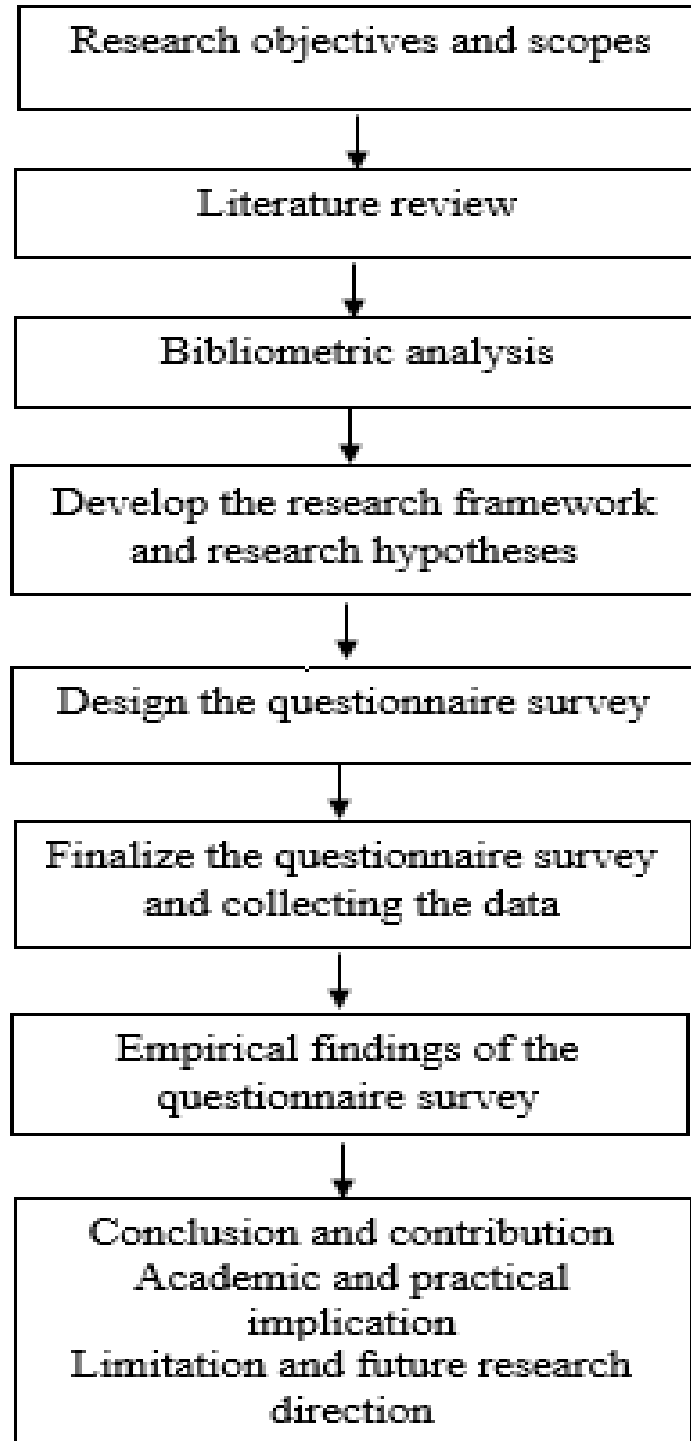 Research objectives and scopes
Literature review
Bibliometric analysis
Develop the research framework
and research hypotheses
Design the questionnaire survey
Finalize the questionnaire survey
and collecting the data
Empirical findings of the
questionnaire survey
Conclusion and contribution
Academic and practical
implication
Limitation and future research
direction